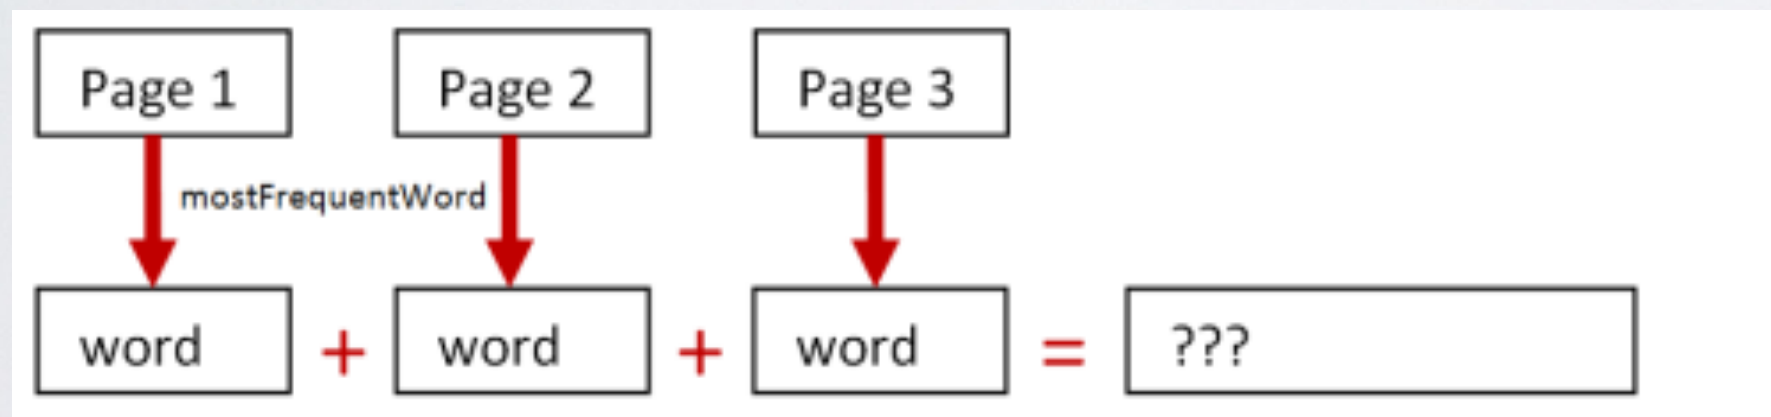 Page 1 Page 2 Page 3
mostFrequentWord
word + word + word = ???